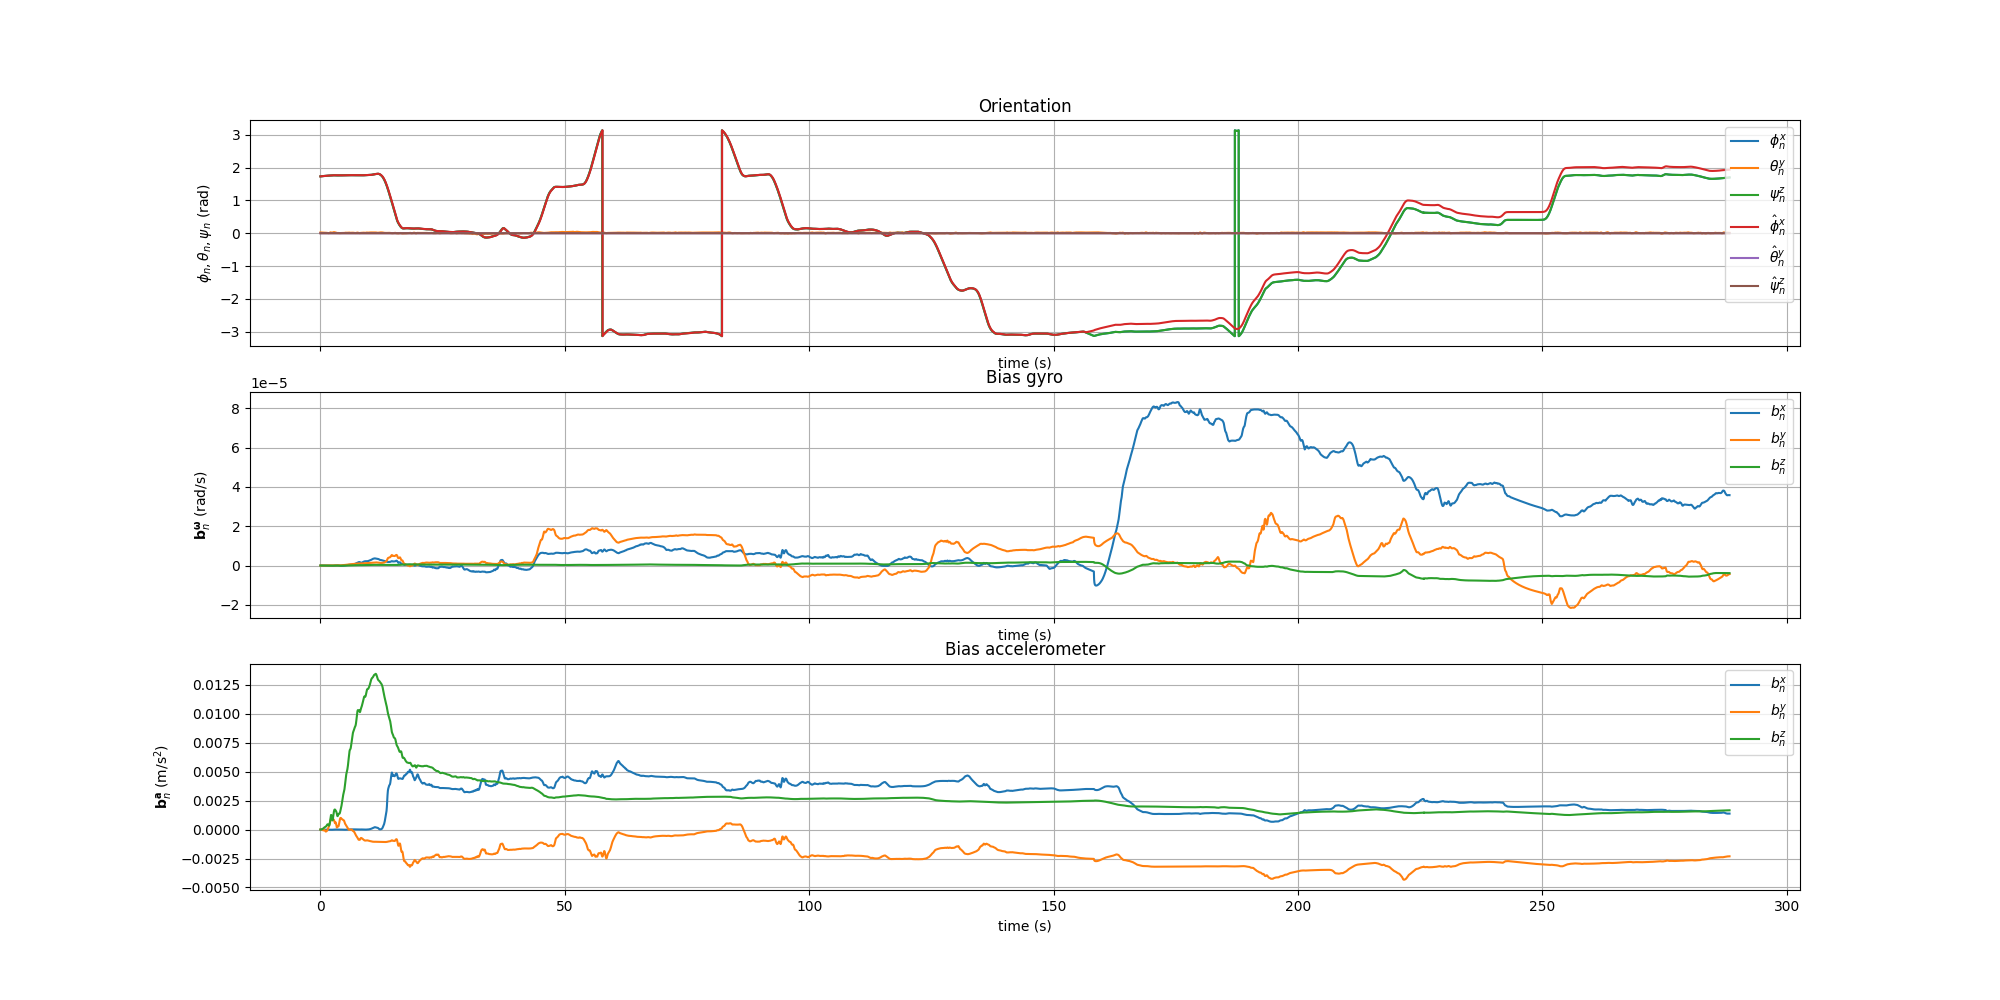 Orientation
3
2
1
0
−1
−2
−3
ϕₙ, θₙ, ψₙ (rad)
ϕₙˣ
θₙʸ
ψₙᶻ
ϕ̂ₙˣ
θ̂ₙʸ
ψ̂ₙᶻ
time (s)
Bias gyro
1e−5
8
6
4
2
0
−2
bₙ^ω (rad/s)
bₙˣ
bₙʸ
bₙᶻ
time (s)
Bias accelerometer
0.0125
0.0100
0.0075
0.0050
0.0025
0.0000
−0.0025
−0.0050
bₙᵃ (m/s²)
bₙˣ
bₙʸ
bₙᶻ
0 50 100 150 200 250 300
time (s)